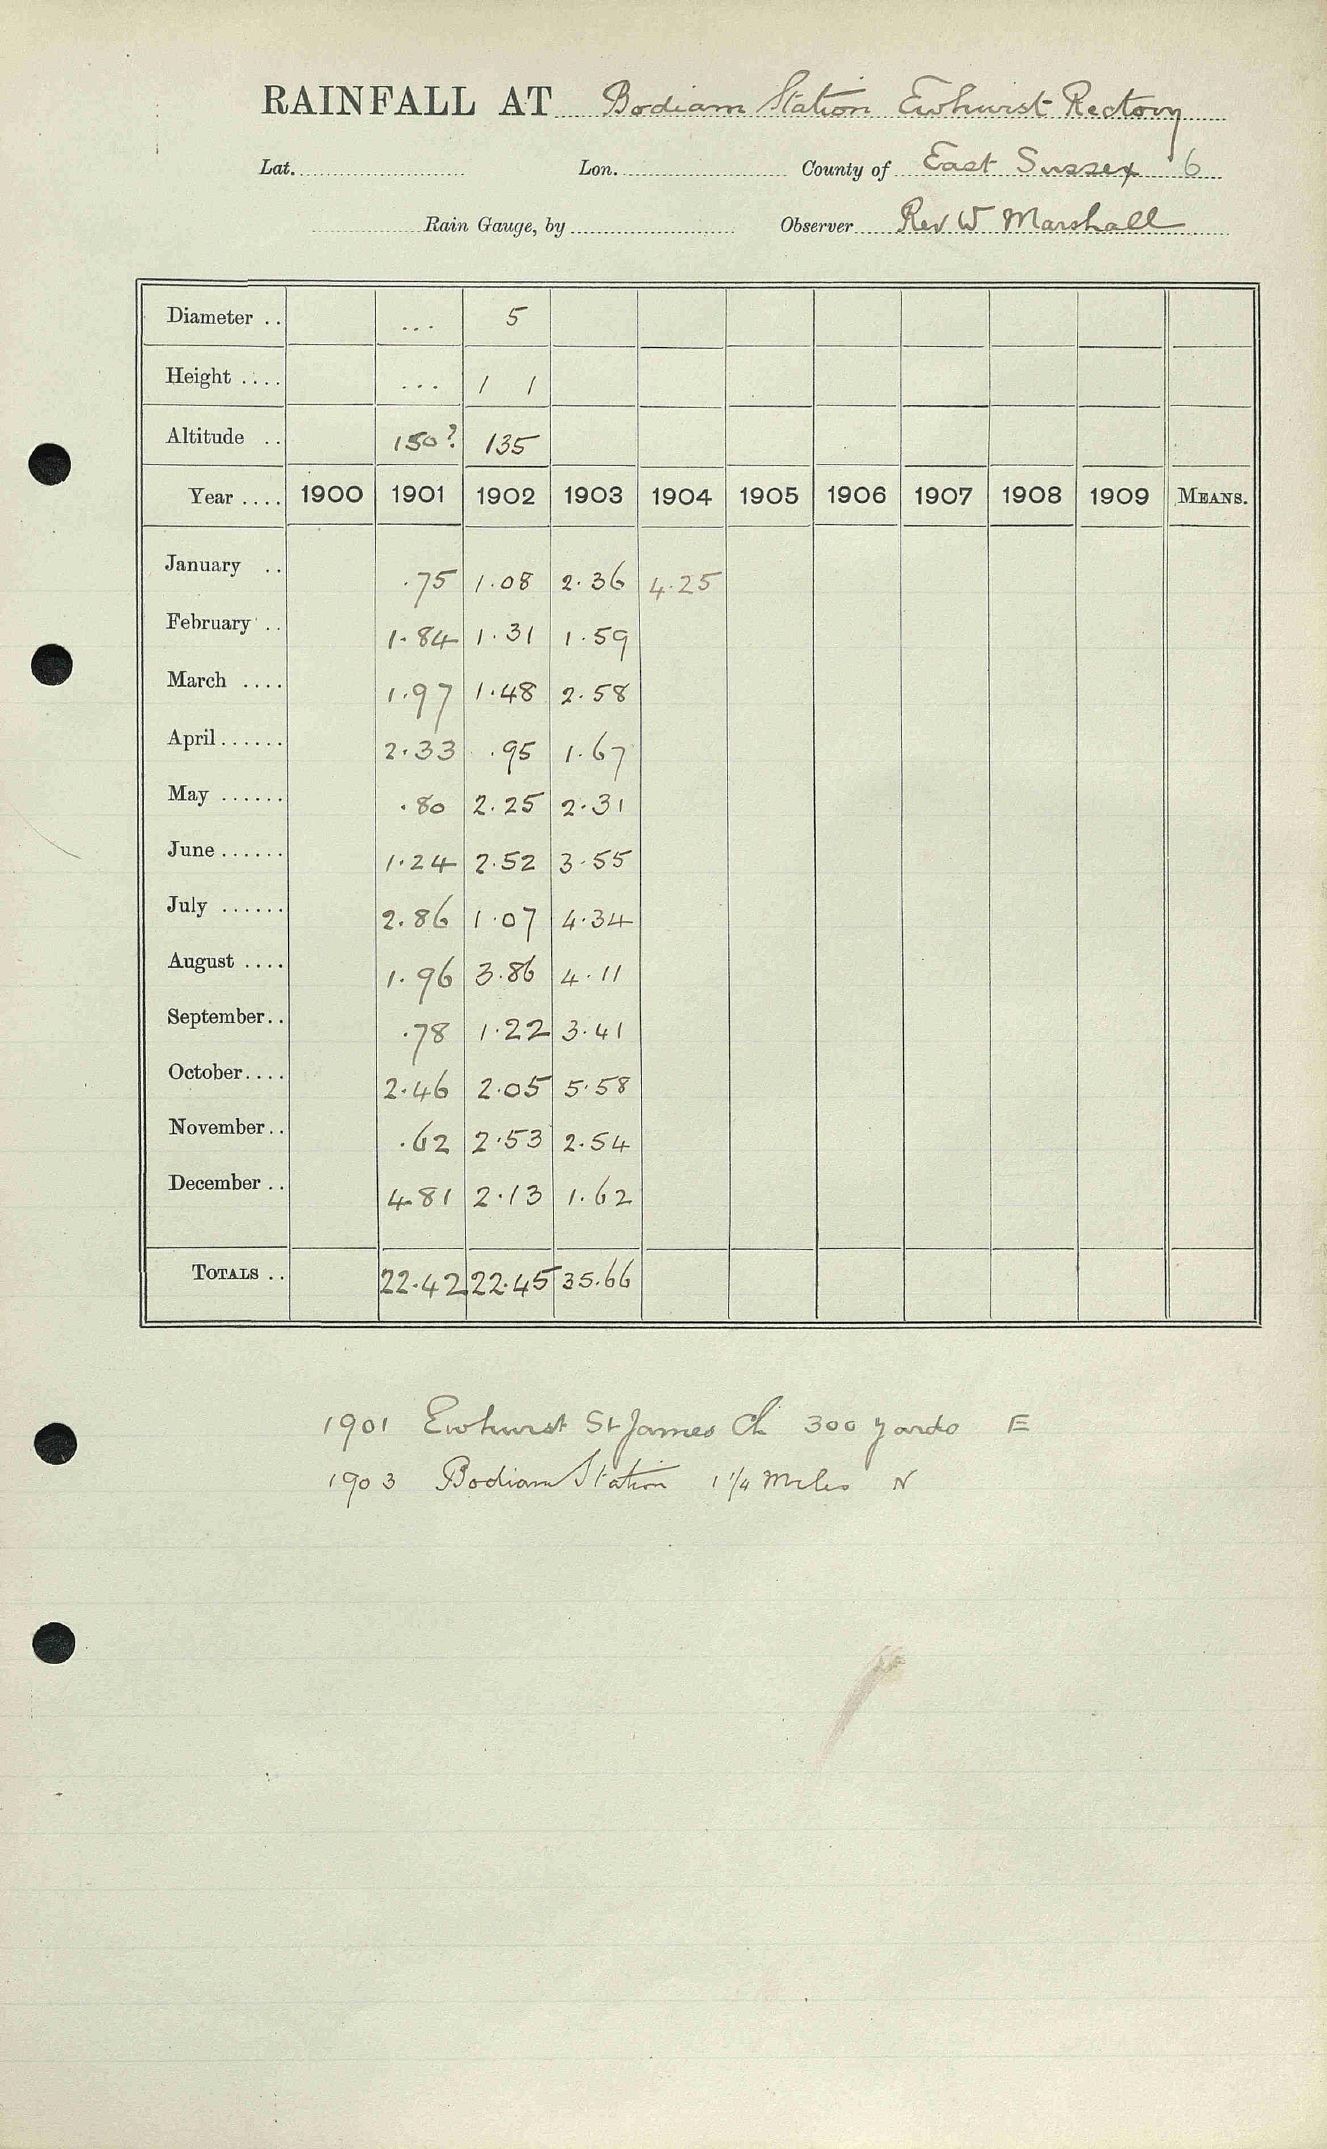 RAINFALL AT Bodiam Station Ewhurst Rectory
Lat. Lon. County of East Sussex 6
Rain Gauge, by Observer Rev W Marshall
Diameter .. ... 5
Height .... ... 1 1
Altitude .. 150? 135
Year .... 1900 1901 1902 1903 1904 1905 1906 1907 1908 1909 MEANS.
January .. .75 1.08 2.36 4.25
February .. 1.84 1.31 1.59
March .... 1.97 1.48 2.58
April...... 2.33 .95 1.67
May ...... .80 2.25 2.31
June ...... 1.24 2.52 3.55
July ...... 2.86 1.07 4.34
August .... 1.96 3.86 4.11
September.. .78 1.22 3.41
October.... 2.46 2.05 5.58
November.. .62 2.53 2.54
December .. 4.81 2.13 1.62
TOTALS .. 22.42 22.45 35.66
1901 Ewhurst St James Ch 300 yards E
1903 Bodiam Station 1 1/4 Miles N